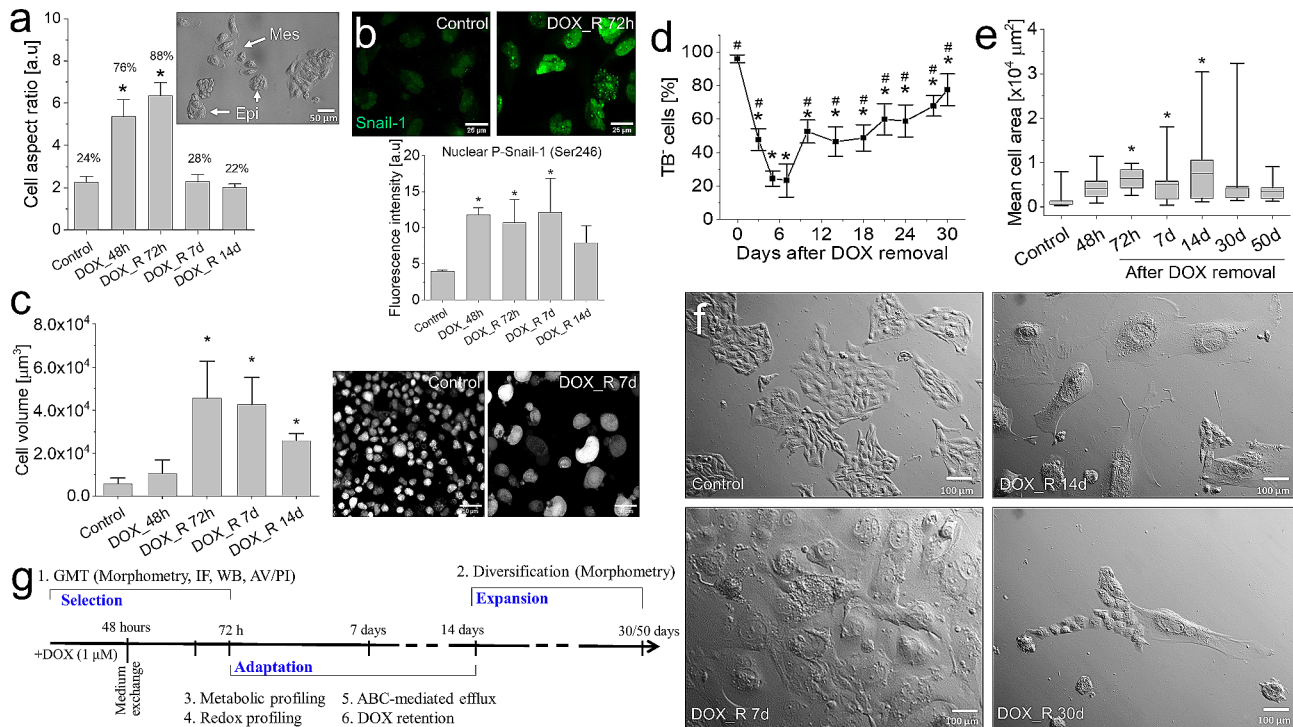 a
Cell aspect ratio [a.u]
10
8
6
4
2
0
24%
76%
88%
28%
22%
*
*
Control
DOX_48h
DOX_R 72h
DOX_R 7d
DOX_R 14d
Mes
Epi
50 µm
b
Control
DOX_R 72h
Snail-1
25 µm
25 µm
Nuclear P-Snail-1 (Ser246)
Fluorescence intensity [a.u]
20
15
10
5
0
* * *
Control
DOX_48h
DOX_R 72h
DOX_R 7d
DOX_R 14d
c
Cell volume [µm³]
8.0x10⁴
6.0x10⁴
4.0x10⁴
2.0x10⁴
0.0
* * *
Control
DOX_48h
DOX_R 72h
DOX_R 7d
DOX_R 14d
Control
DOX_R 7d
d
TB⁻ cells [%]
100
80
60
40
20
0
# # # # # # # # #
* * * * * * * * * *
0 6 12 18 24 30
Days after DOX removal
e
Mean cell area [x10⁴ µm²]
4
3
2
1
0
* * *
Control
48h
72h
7d
14d
30d
50d
After DOX removal
f
Control
100 µm
DOX_R 14d
100 µm
DOX_R 7d
100 µm
DOX_R 30d
100 µm
g
1. GMT (Morphometry, IF, WB, AV/PI)
Selection
2. Diversification (Morphometry)
Expansion
48 hours
72 h
7 days
14 days
30/50 days
+DOX (1 µM)
Medium
exchange
Adaptation
3. Metabolic profiling
4. Redox profiling
5. ABC-mediated efflux
6. DOX retention